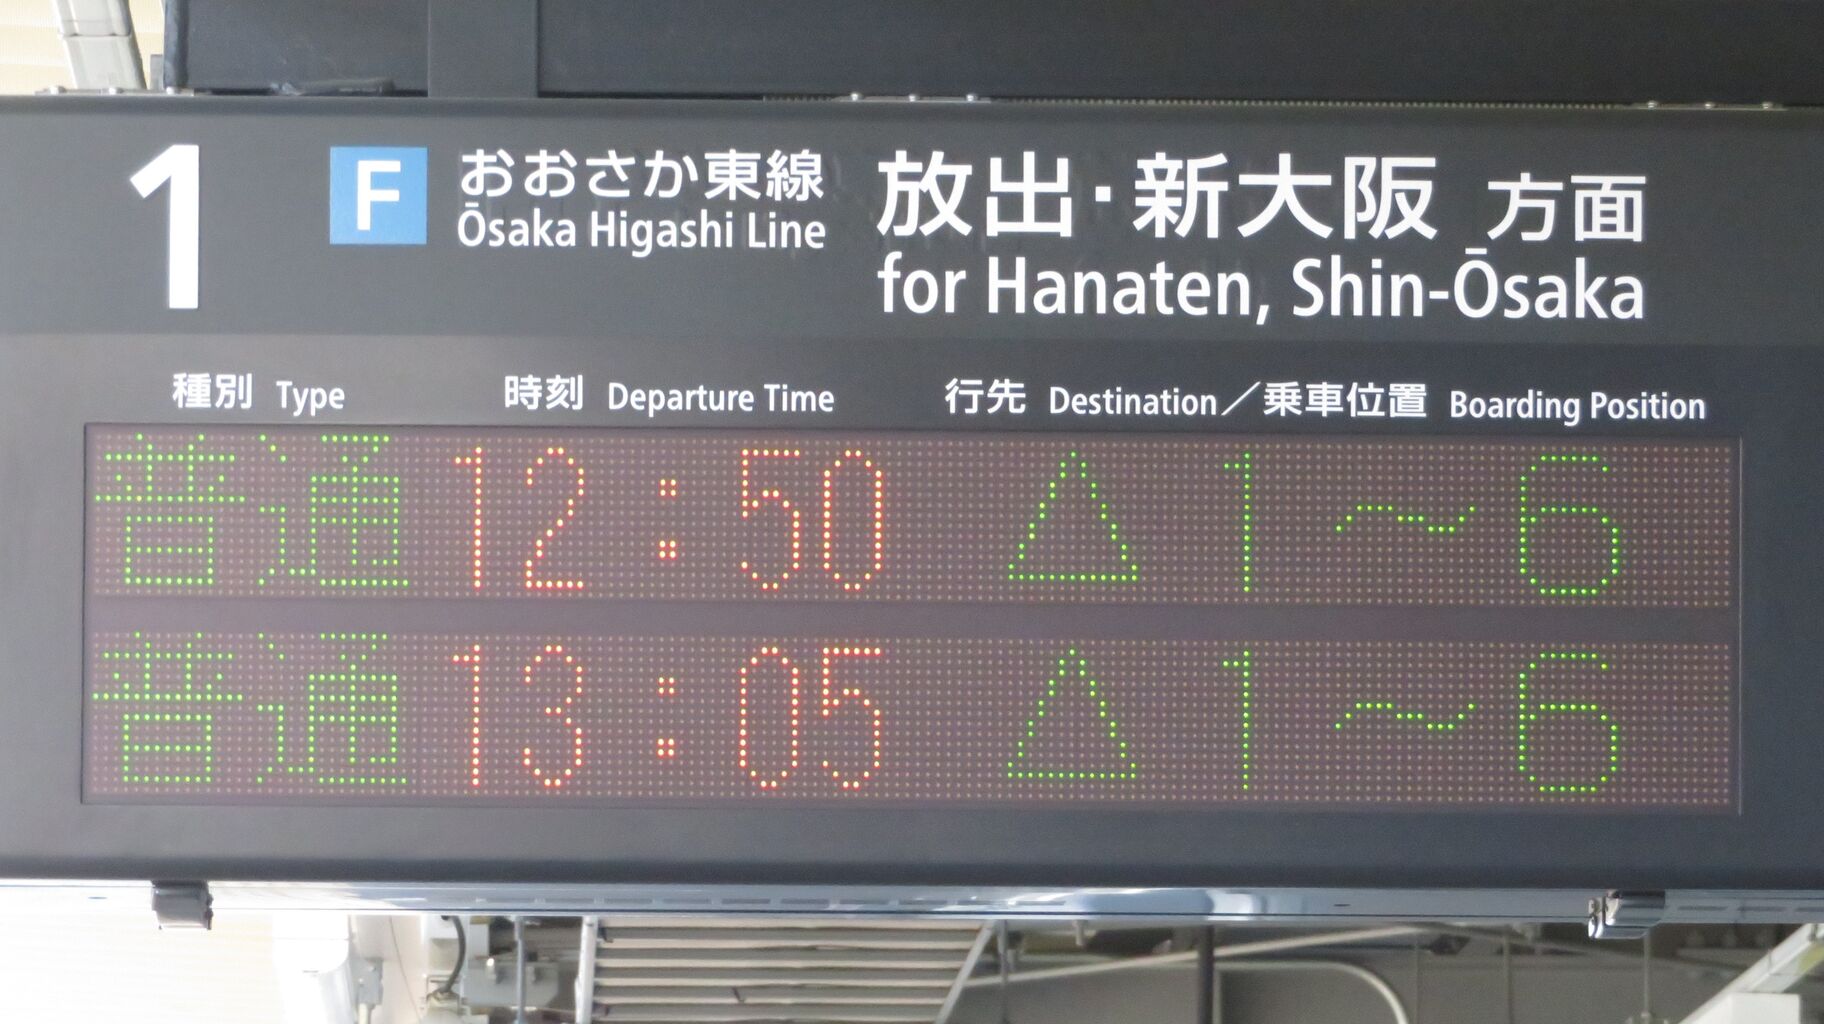 1 F おおさか東線 放出・新大阪 方面
Ōsaka Higashi Line for Hanaten, Shin-Ōsaka
種別 Type 時刻 Departure Time 行先 Destination／乗車位置 Boarding Position
普通 12:50 △1～6
普通 13:05 △1～6